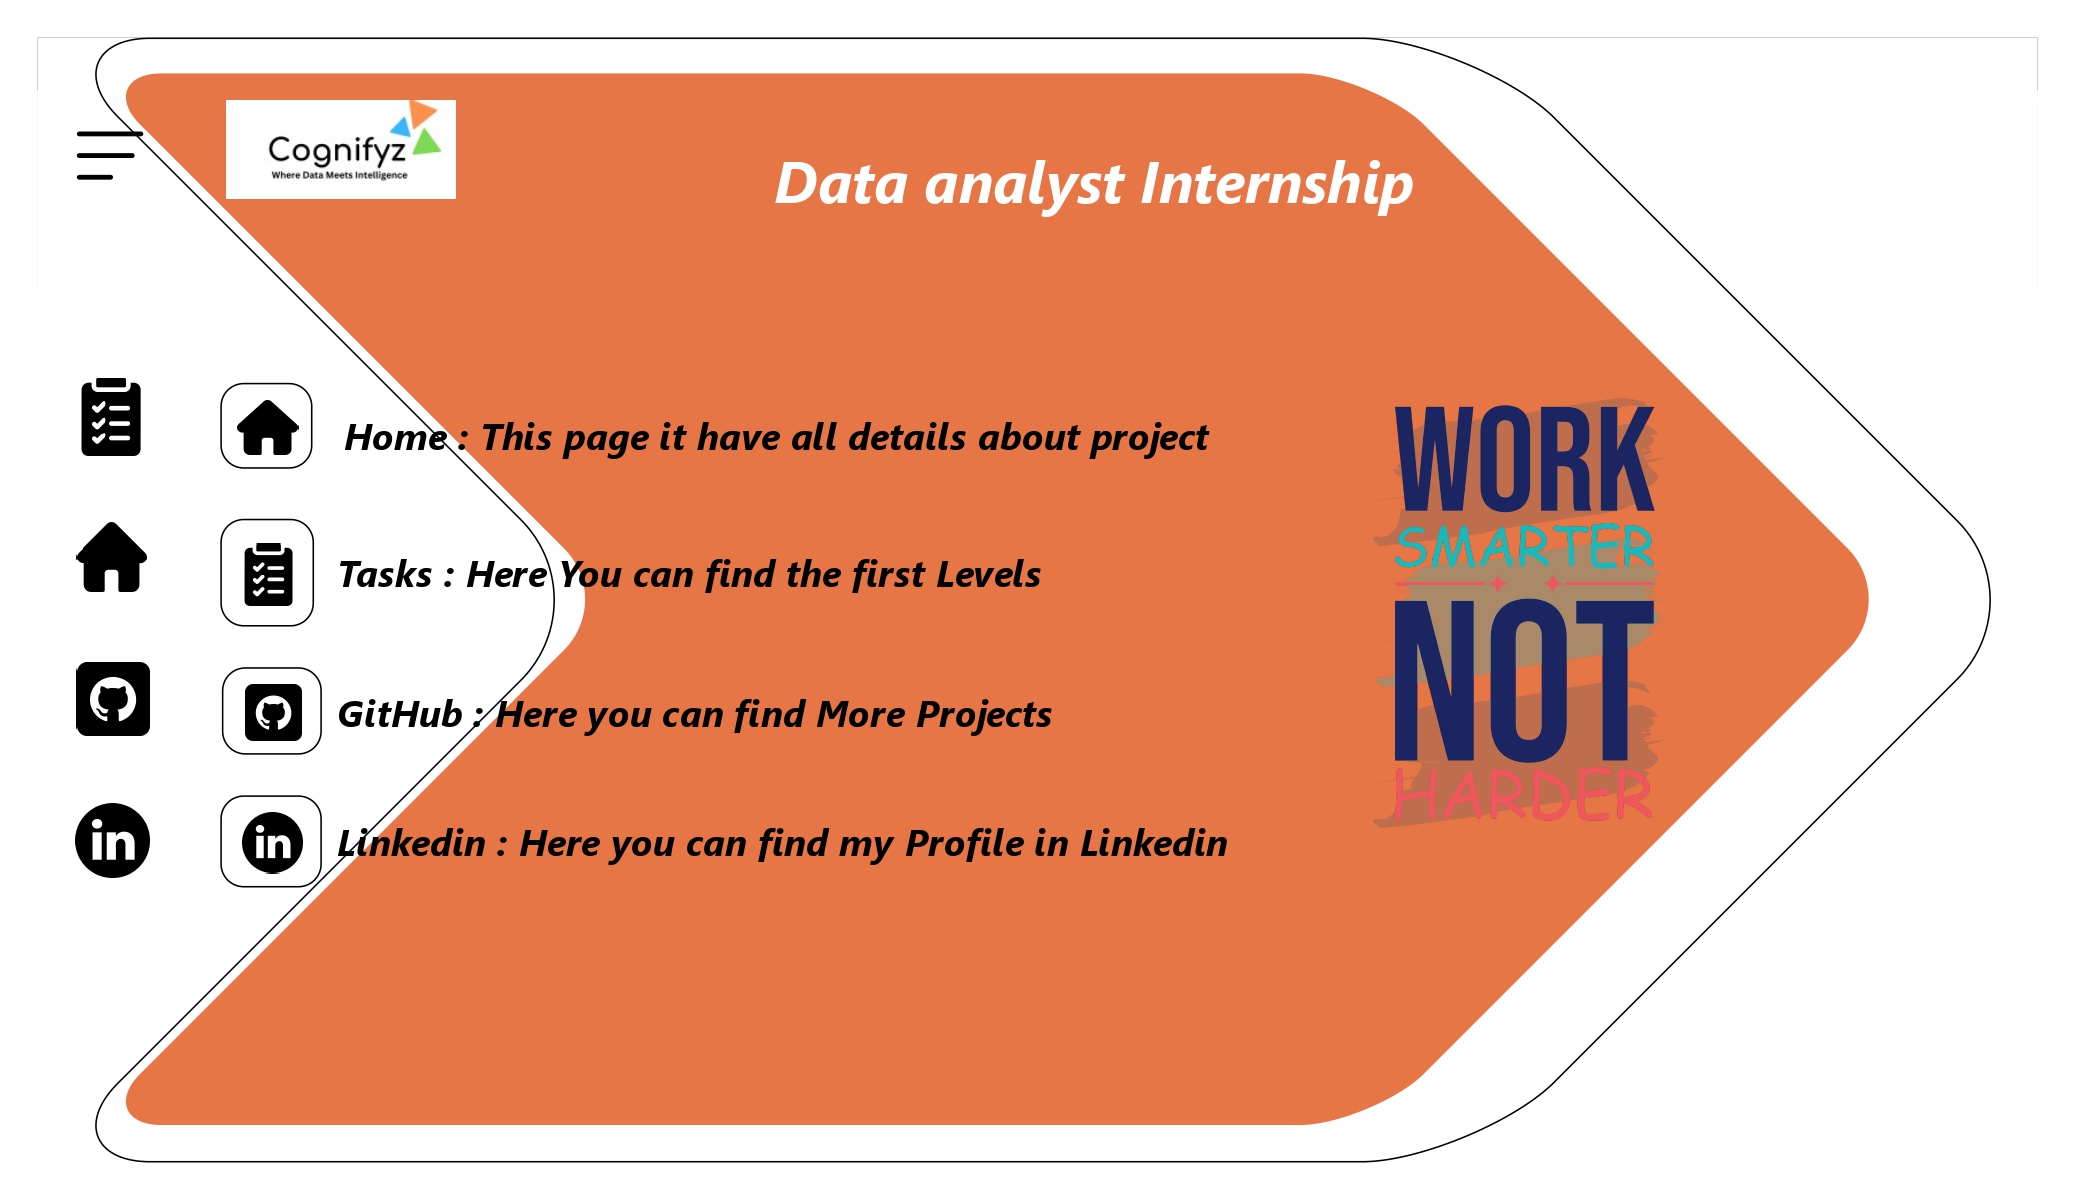 Cognifyz
Where Data Meets Intelligence
Data analyst Internship
Home : This page it have all details about project
Tasks : Here You can find the first Levels
GitHub : Here you can find More Projects
in
in
Linkedin : Here you can find my Profile in Linkedin
WORK
SMARTER
NOT
HARDER